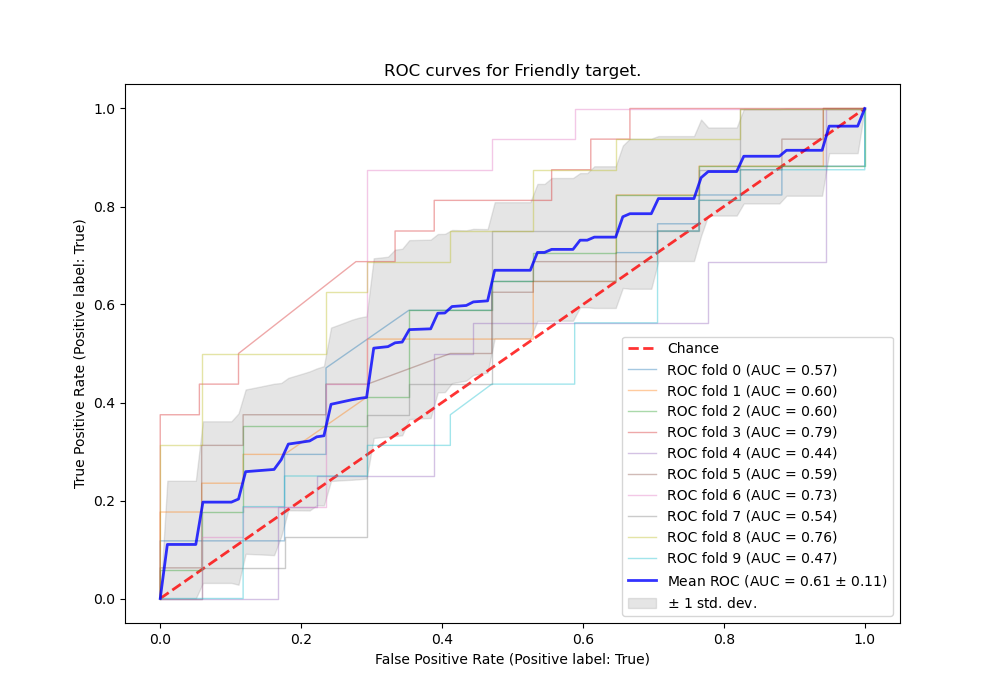 ROC curves for Friendly target.
1.0
0.8
0.6
0.4
0.2
0.0
True Positive Rate (Positive label: True)
0.0 0.2 0.4 0.6 0.8 1.0
False Positive Rate (Positive label: True)
Chance
ROC fold 0 (AUC = 0.57)
ROC fold 1 (AUC = 0.60)
ROC fold 2 (AUC = 0.60)
ROC fold 3 (AUC = 0.79)
ROC fold 4 (AUC = 0.44)
ROC fold 5 (AUC = 0.59)
ROC fold 6 (AUC = 0.73)
ROC fold 7 (AUC = 0.54)
ROC fold 8 (AUC = 0.76)
ROC fold 9 (AUC = 0.47)
Mean ROC (AUC = 0.61 ± 0.11)
± 1 std. dev.